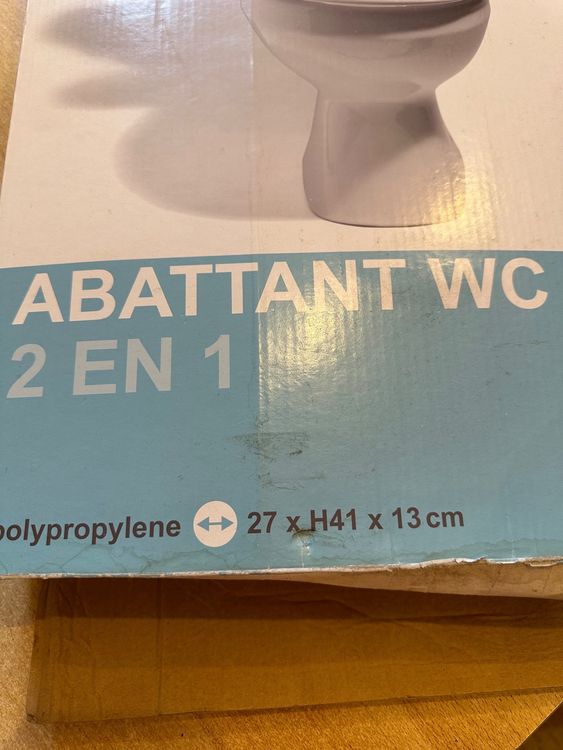 ABATTANT WC
2 EN 1
polypropylene 27 x H41 x 13 cm